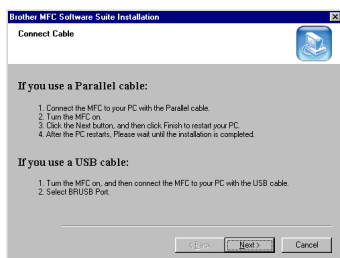 Brother MFC Software Suite Installation
Connect Cable
If you use a Parallel cable:
1. Connect the MFC to your PC with the Parallel cable.
2. Turn the MFC on.
3. Click the Next button, and then click Finish to restart your PC.
4. After the PC restarts, Please wait until the installation is completed.
If you use a USB cable:
1. Turn the MFC on, and then connect the MFC to your PC with the USB cable.
2. Select BRUSB Port.
< Back Next > Cancel